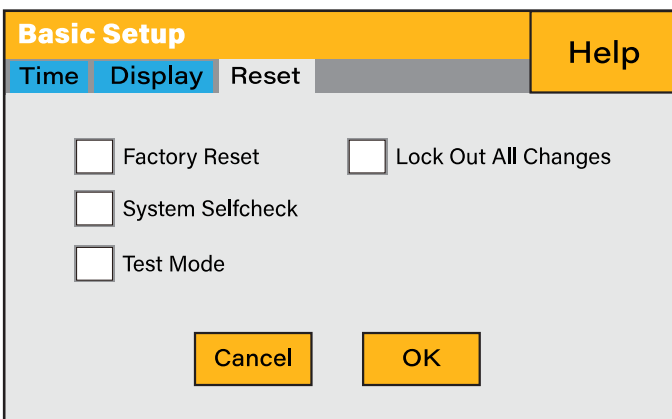 Basic Setup
Help
Time Display Reset
Factory Reset
Lock Out All Changes
System Selfcheck
Test Mode
Cancel
OK